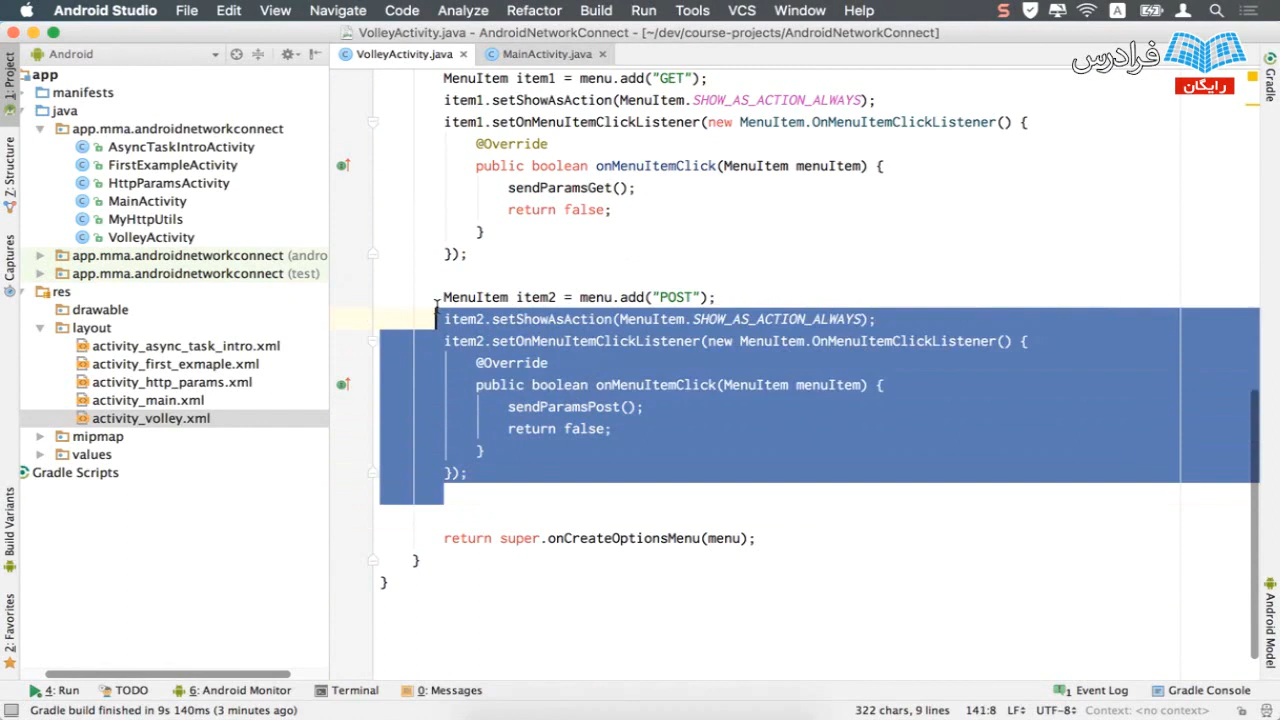 Android Studio File Edit View Navigate Code Analyze Refactor Build Run Tools VCS Window Help
VolleyActivity.java - AndroidNetworkConnect - [~/dev/course-projects/AndroidNetworkConnect]
Android
VolleyActivity.java MainActivity.java
فرادرس
رایگان
1: Project
Z: Structure
Captures
Build Variants
2: Favorites
app
manifests
java
app.mma.androidnetworkconnect
AsyncTaskIntroActivity
FirstExampleActivity
HttpParamsActivity
MainActivity
MyHttpUtils
VolleyActivity
app.mma.androidnetworkconnect (andro
app.mma.androidnetworkconnect (test)
res
drawable
layout
activity_async_task_intro.xml
activity_first_exmaple.xml
activity_http_params.xml
activity_main.xml
activity_volley.xml
mipmap
values
Gradle Scripts
MenuItem item1 = menu.add("GET");
item1.setShowAsAction(MenuItem.SHOW_AS_ACTION_ALWAYS);
item1.setOnMenuItemClickListener(new MenuItem.OnMenuItemClickListener() {
@Override
public boolean onMenuItemClick(MenuItem menuItem) {
sendParamsGet();
return false;
}
});
MenuItem item2 = menu.add("POST");
item2.setShowAsAction(MenuItem.SHOW_AS_ACTION_ALWAYS);
item2.setOnMenuItemClickListener(new MenuItem.OnMenuItemClickListener() {
@Override
public boolean onMenuItemClick(MenuItem menuItem) {
sendParamsPost();
return false;
}
});
return super.onCreateOptionsMenu(menu);
}
}
Gradle
Android Model
4: Run TODO 6: Android Monitor Terminal 0: Messages 1 Event Log Gradle Console
Gradle build finished in 9s 140ms (3 minutes ago) 322 chars, 9 lines 141:8 LF UTF-8 Context: <no context>